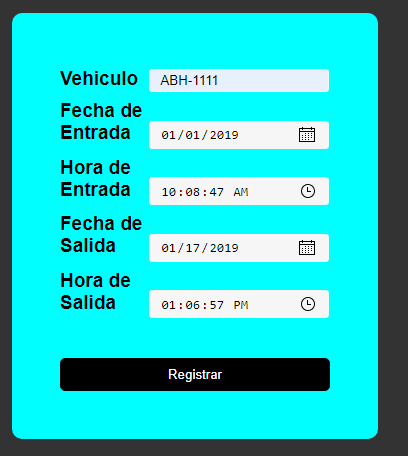 Vehiculo ABH-1111
Fecha de
Entrada 01/01/2019
Hora de
Entrada 10:08:47 AM
Fecha de
Salida 01/17/2019
Hora de
Salida 01:06:57 PM
Registrar